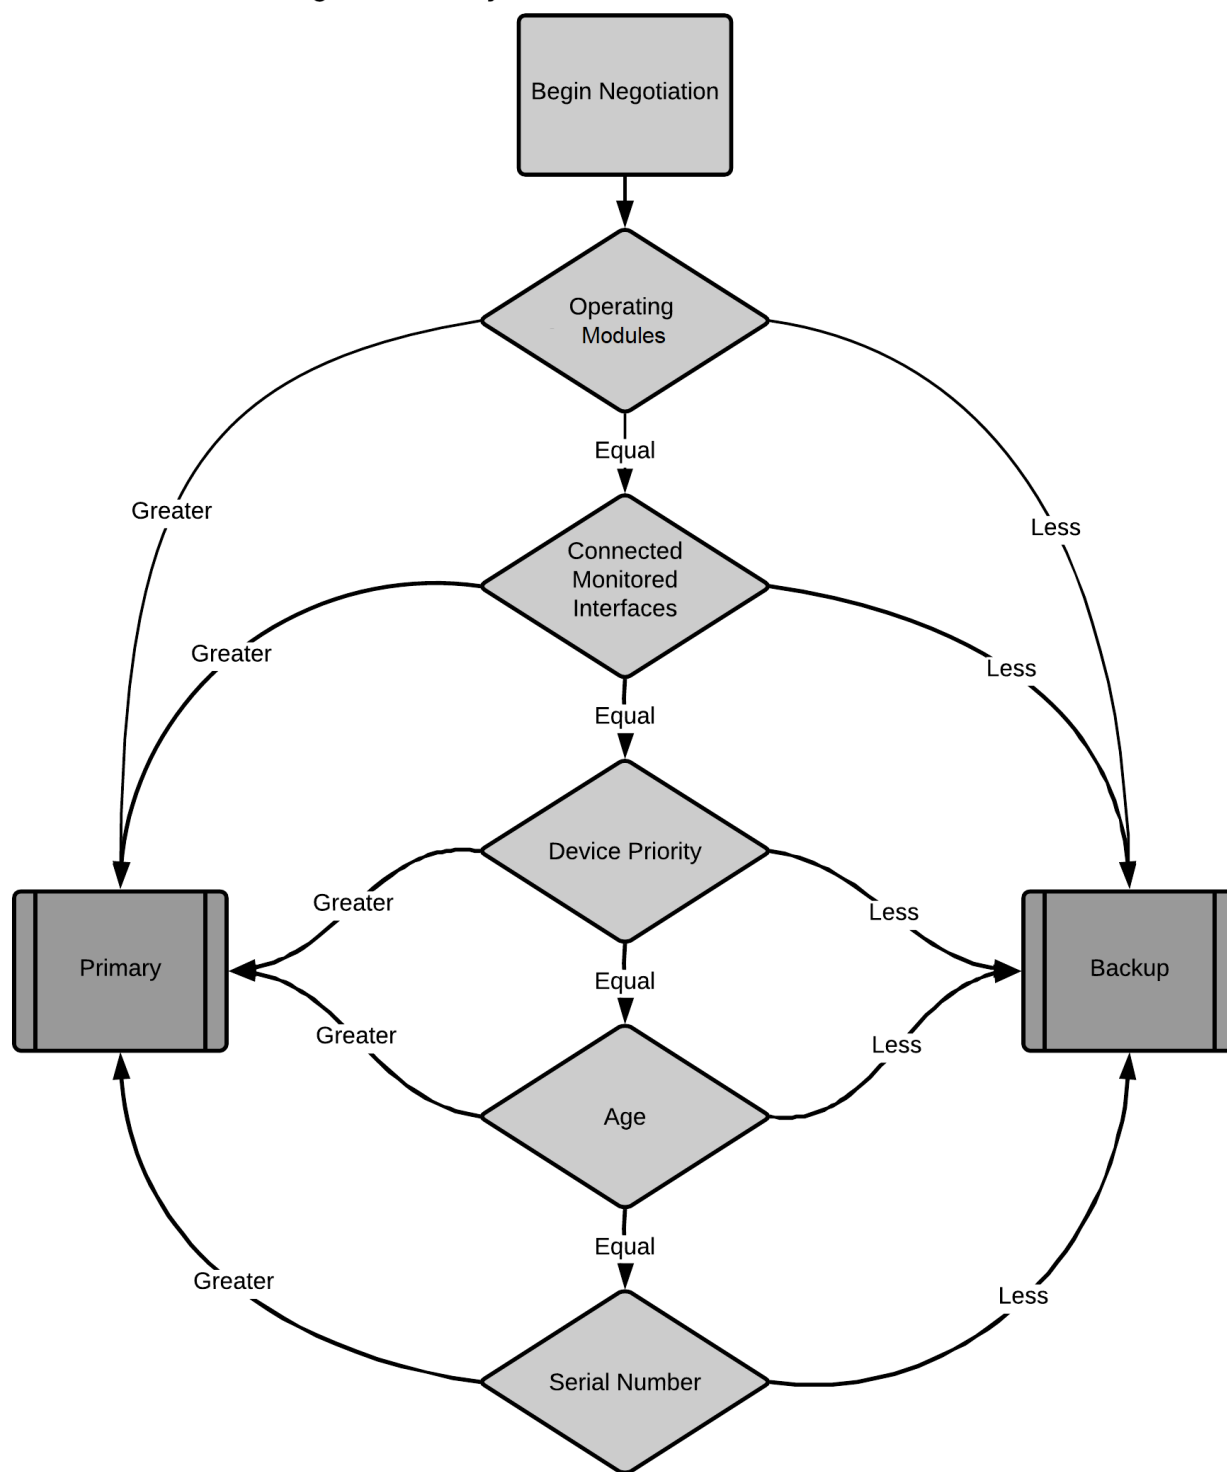 Begin Negotiation
Operating
Modules
Equal
Greater
Less
Connected
Monitored
Interfaces
Greater
Less
Equal
Device Priority
Greater
Less
Primary
Backup
Equal
Greater
Less
Age
Equal
Greater
Less
Serial Number